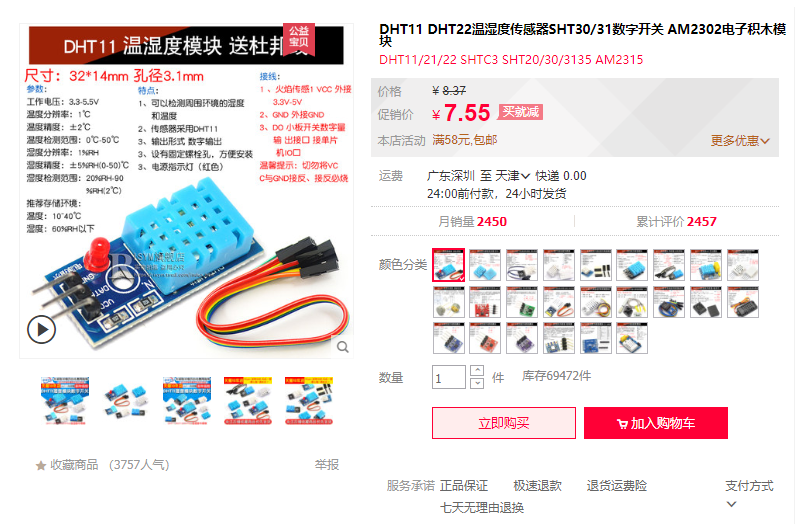 DHT11 温湿度模块 送杜邦线
公益
宝贝
尺寸：32*14mm 孔径3.1mm
参数：
工作电压：3.3-5.5V
温度分辨率：1℃
温度精度：±2℃
温度检测范围：0℃-50℃
湿度分辨率：1%RH
湿度精度：±5%RH(0-50℃)
湿度检测范围：20%RH-90
%RH(2℃)
推荐存储环境：
温度：10~40℃
湿度：60%RH以下
特点：
1、可以检测周围环境的湿度
和温度
2、传感器采用DHT11
3、输出形式 数字输出
4、设有固定螺栓孔，方便安装
3、电源指示灯（红色）
接线：
1 、火焰传感1 VCC 外接
3.3V-5V
2、GND 外接GND
3、DO 小板开关数字量
输 出接口 接单片
机IO口
温馨提示：切勿将VC
C与GND接反、接反必烧
DATA
GND
收藏商品 (3757人气)
举报
DHT11 DHT22温湿度传感器SHT30/31数字开关 AM2302电子积木模
块
DHT11/21/22 SHTC3 SHT20/30/3135 AM2315
价格 ¥ 8.37
促销价 ¥ 7.55 买就减
本店活动 满58元,包邮 更多优惠
运费 广东深圳 至 天津 快递 0.00
24:00前付款，24小时发货
月销量 2450 累计评价 2457
颜色分类
数量 1 件 库存69472件
立即购买 加入购物车
服务承诺 正品保证 极速退款 退货运费险 支付方式
七天无理由退换